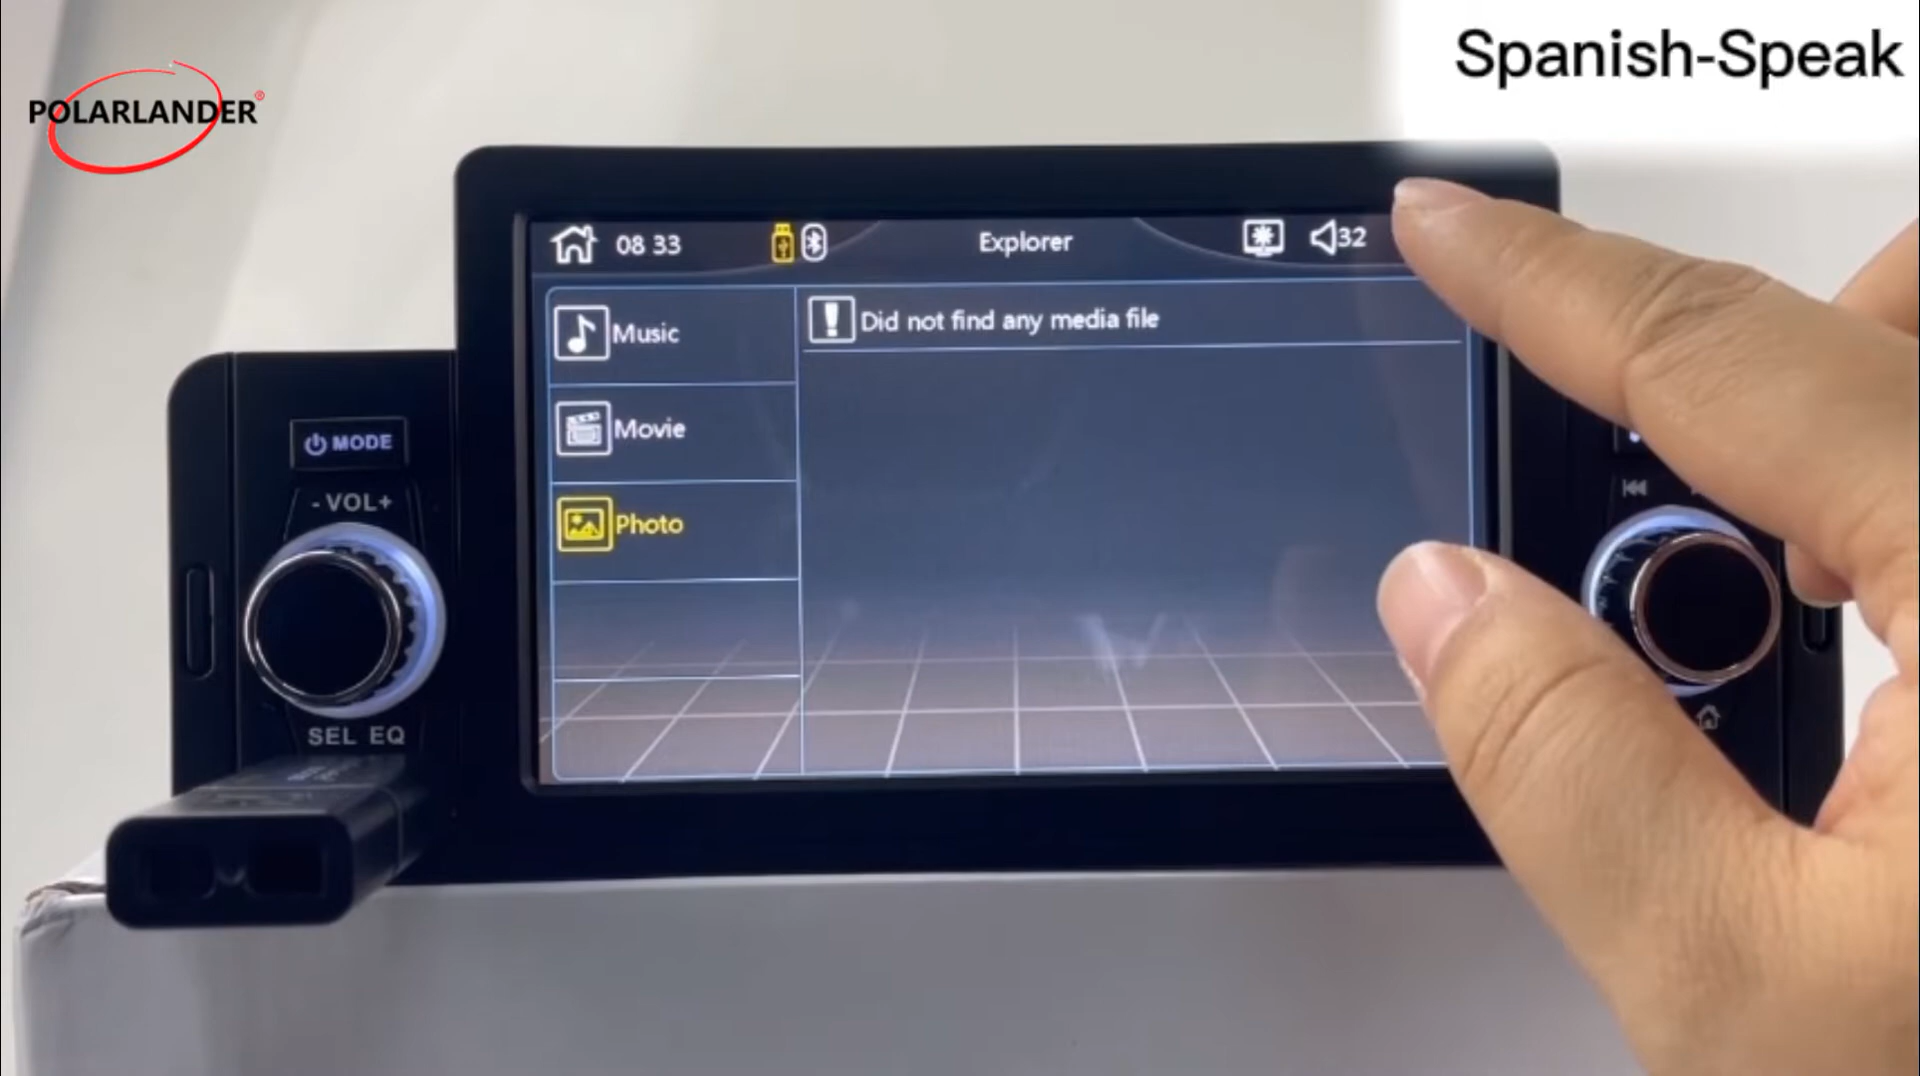 Spanish-Speak
POLARLANDER®
08 33
Explorer
32
Music
Did not find any media file
Movie
Photo
MODE
- VOL+
SEL EQ